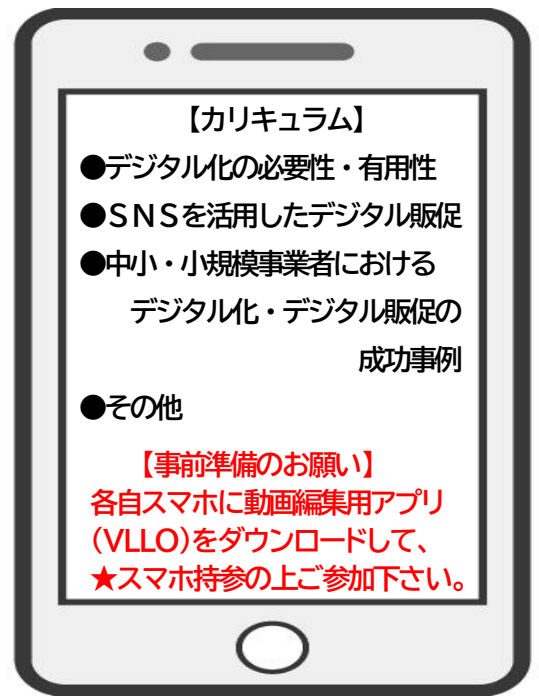 【カリキュラム】
●デジタル化の必要性・有用性
●ＳＮＳを活用したデジタル販促
●中小・小規模事業者における
デジタル化・デジタル販促の
成功事例
●その他
【事前準備のお願い】
各自スマホに動画編集用アプリ
（VLLO）をダウンロードして、
★スマホ持参の上ご参加下さい。